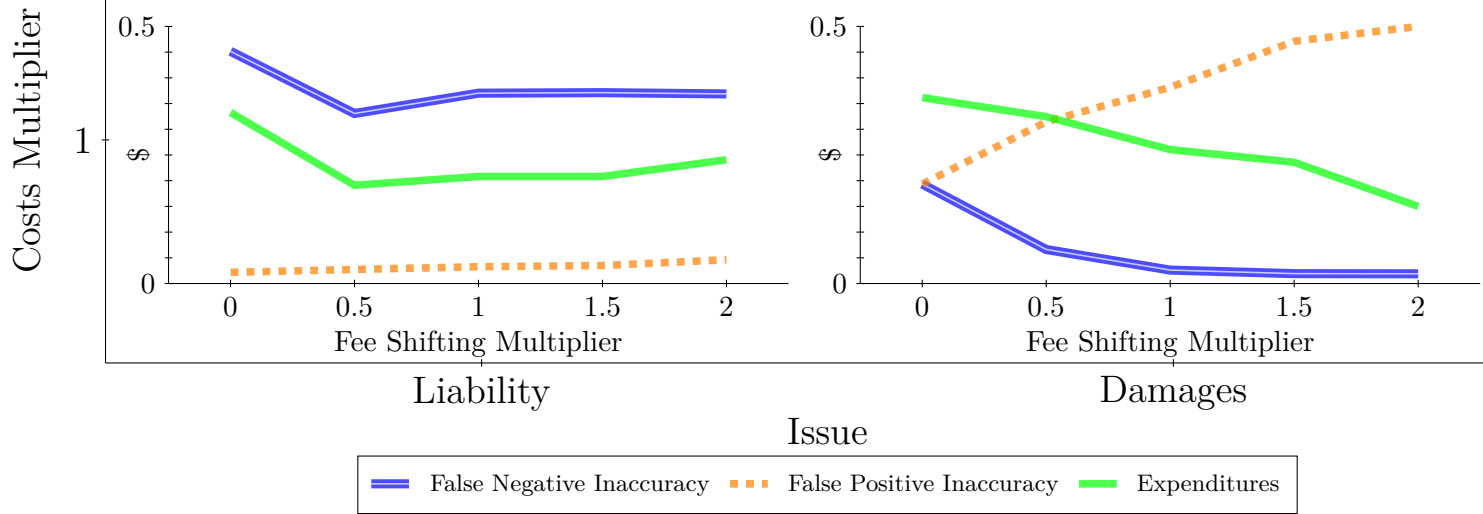 Costs Multiplier
1
0.5
$
0
0 0.5 1 1.5 2
Fee Shifting Multiplier
0.5
$
0
0 0.5 1 1.5 2
Fee Shifting Multiplier
Liability
Damages
Issue
False Negative Inaccuracy False Positive Inaccuracy Expenditures